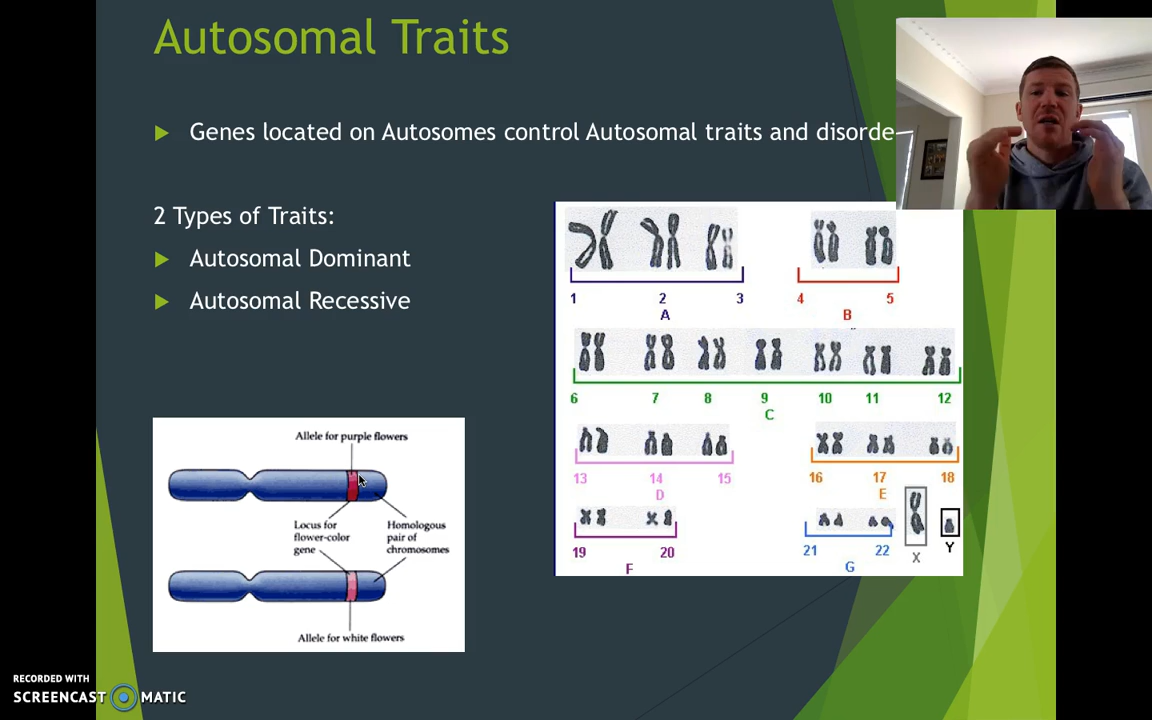 Autosomal Traits
Genes located on Autosomes control Autosomal traits and disorde
2 Types of Traits:
Autosomal Dominant
Autosomal Recessive
1 2 3
A
4 5
B
6 7 8 9 10 11 12
C
13 14 15
D
16 17 18
E
19 20
F
21 22
G
X
Y
Allele for purple flowers
Locus for
flower-color
gene
Homologous
pair of
chromosomes
Allele for white flowers
RECORDED WITH
SCREENCAST MATIC